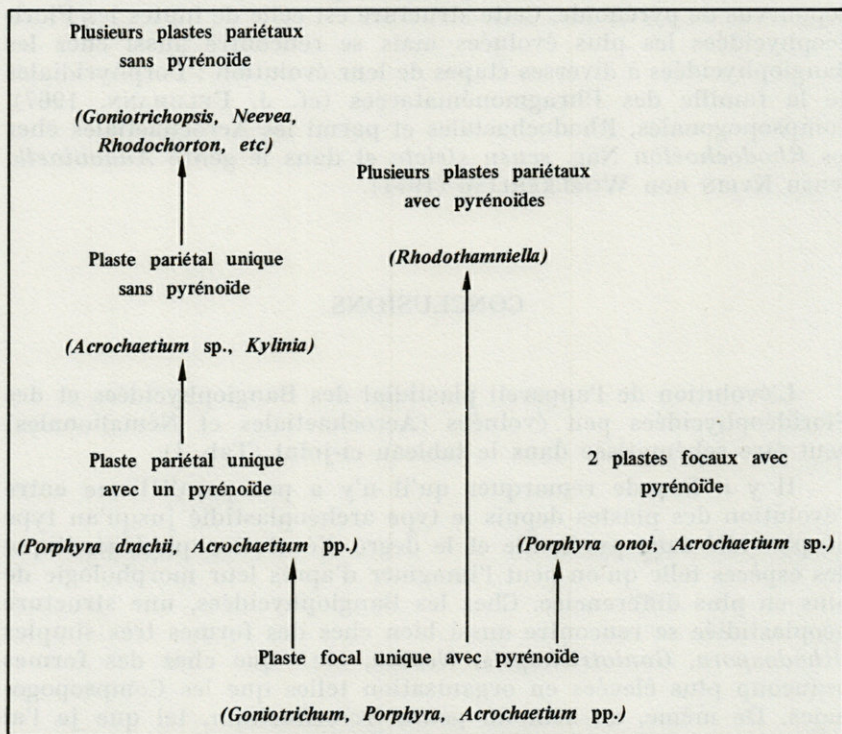 Plusieurs plastes pariétaux
sans pyrénoïde
(Goniotrichopsis, Neevea,
Rhodochorton, etc)
Plusieurs plastes pariétaux
avec pyrénoïdes
(Rhodothamniella)
Plaste pariétal unique
sans pyrénoïde
(Acrochaetium sp., Kylinia)
Plaste pariétal unique
avec un pyrénoïde
(Porphyra drachii, Acrochaetium pp.)
2 plastes focaux avec
pyrénoïde
(Porphyra onoi, Acrochaetium sp.)
Plaste focal unique avec pyrénoïde
(Goniotrichum, Porphyra, Acrochaetium pp.)